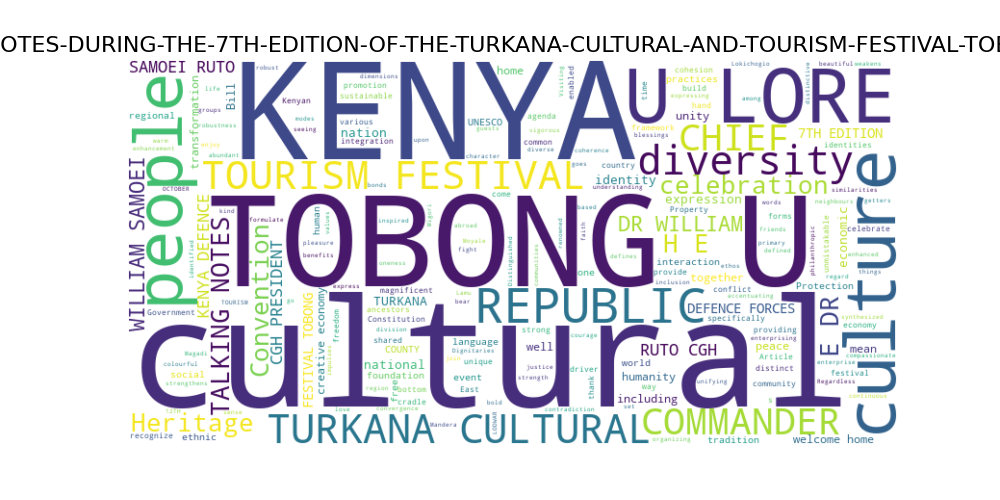 OTES-DURING-THE-7TH-EDITION-OF-THE-TURKANA-CULTURAL-AND-TOURISM-FESTIVAL-TO
SAMOEI RUTO
KENYA
U LORE
people
home
UNESCO
nation
integration
various
Kenyan
promotion
sustainable
dimensions
regional
transformation
Bill
robust
life
groups
modes
seeing
agenda
guests
vigorous
common
diverse
coherence
character
enabled
time
Lokichogio
cohesion
practices
build
expressing
hand
among
unity
distinctive
beautiful
weakens
CHIEF
7TH EDITION
framework
blessings
identities
TOURISM FESTIVAL
diversity
identity
country
understanding
celebration
similarities
WILLIAM SAMOEI
KENYA DEFENCE
OCTOBER
abundant
enhancement
TOBONG U
culture
expression
Property
DR WILLIAM
H E
forms
friends
primary
defined
words
neighbours
celebrate
economic
unmistakable
philanthropic
interaction
provide
inclusion
ethos
together
conflict
accentuating
regard
things
Protection
enhanced
TALKING NOTES
Convention
CGH PRESIDENT
kind
formulate
human
values
pleasure
benefits
inspired
oneness
express
bonds
come
abroad
Moyale
fight
Distinguished
communities
renowned
based
faith
one
defines
identified
TOURISM
Government
FESTIVAL TOBONG
creative economy
magnificent
ancestors
Constitution
TURKANA
Lamu
bear
REPUBLIC
DEFENCE FORCES
specifically
providing
E DR
synthesized
economy
enterprising
cultural
division
shared
COUNTY
language
Dignitaries
strong
well
courage
RUTO CGH
peace
Article
mean
compassionate
enterprise
festival
Regardless
continuous
distinct
community
unifying
Magadi
colourful
social
strengthens
freedom
national
foundation
region
bottom
cradle
convergence
unique
event
East
justice
strength
driver
thank
world
humanity
way
including
set
bold
contradiction
love
Heritage
recognize
ethnic
TURKANA CULTURAL
Mandera
LODWAR
COMMANDER
organizing
tradition
welcome home